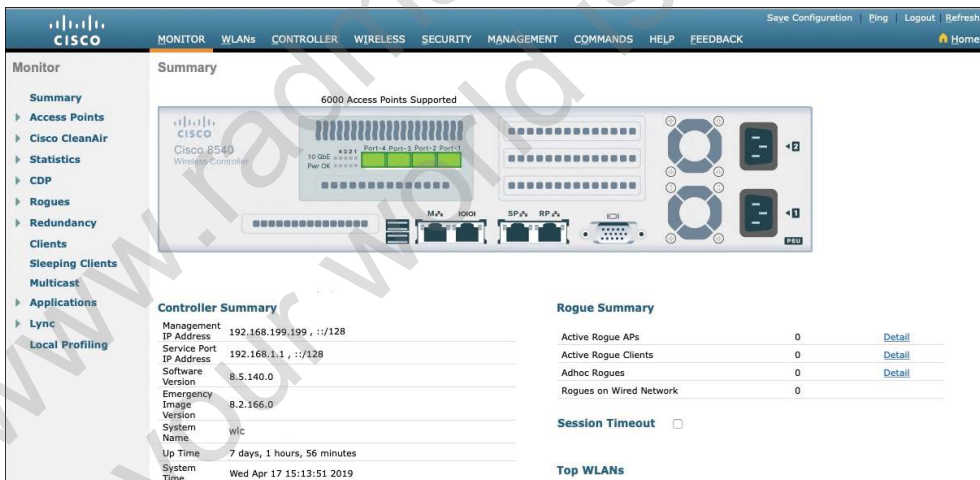 Save Configuration | Ping | Logout | Refresh
CISCO
MONITOR WLANs CONTROLLER WIRELESS SECURITY MANAGEMENT COMMANDS HELP FEEDBACK
Home
Monitor
Summary
Access Points
Cisco CleanAir
Statistics
CDP
Rogues
Redundancy
Clients
Sleeping Clients
Multicast
Applications
Lync
Local Profiling
Summary
6000 Access Points Supported
CISCO
Cisco 8540
Wireless Controller
4 3 2 1 Port-4 Port-3 Port-2 Port-1
10 GbE
Pwr OK
M IOIOI SP RP IOI
2
1
PSU
Controller Summary
Management IP Address 192.168.199.199 , ::/128
Service Port IP Address 192.168.1.1 , ::/128
Software Version 8.5.140.0
Emergency Image Version 8.2.166.0
System Name wlc
Up Time 7 days, 1 hours, 56 minutes
System Time Wed Apr 17 15:13:51 2019
Rogue Summary
Active Rogue APs 0 Detail
Active Rogue Clients 0 Detail
Adhoc Rogues 0 Detail
Rogues on Wired Network 0
Session Timeout
Top WLANs